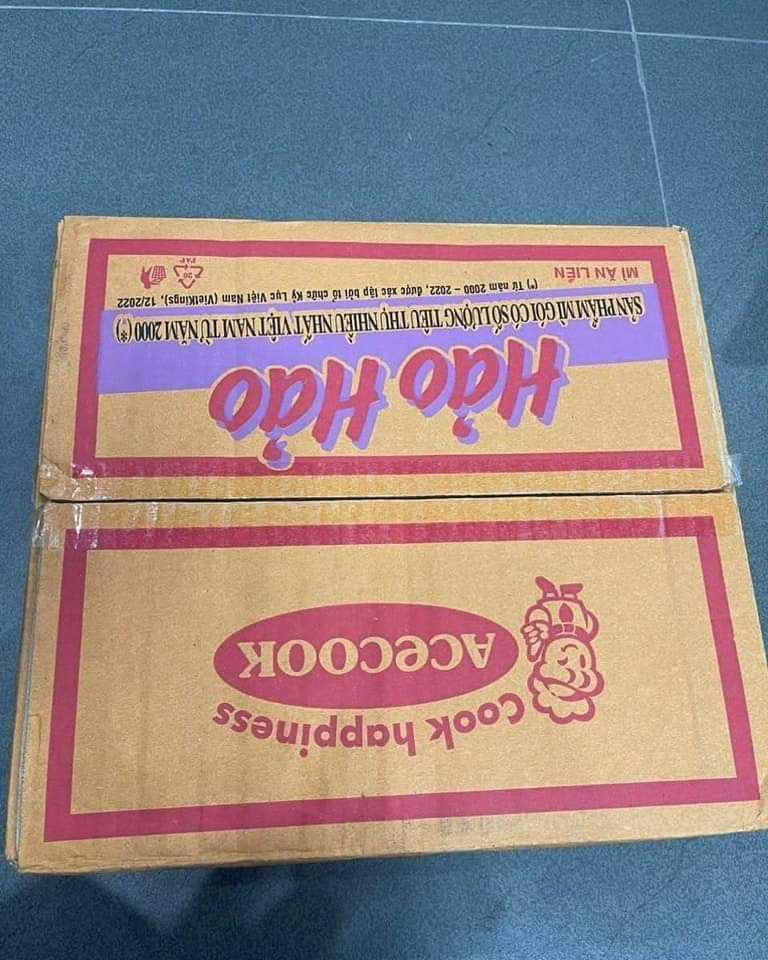 Cook happiness
ACECOOK
Hảo Hảo
SẢN PHẨM MÌ GÓI CÓ SỐ LƯỢNG TIÊU THỤ NHIỀU NHẤT VIỆT NAM TỪ NĂM 2000 (*)
(*) Từ năm 2000 - 2022, được xác lập bởi tổ chức Kỷ Lục Việt Nam (VietKings), 12/2022
MÌ ĂN LIỀN
20
PAP